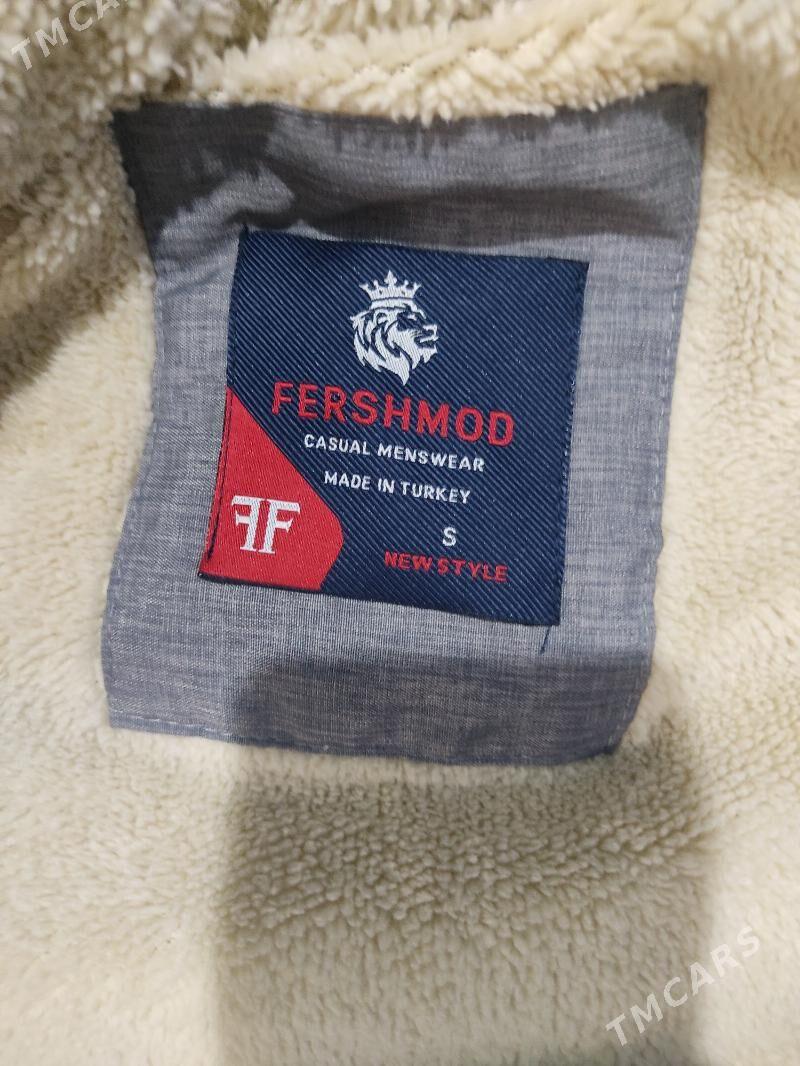 TMCARS
FERSHMOD
CASUAL MENSWEAR
MADE IN TURKEY
S
FF
NEW STYLE
TMCARS